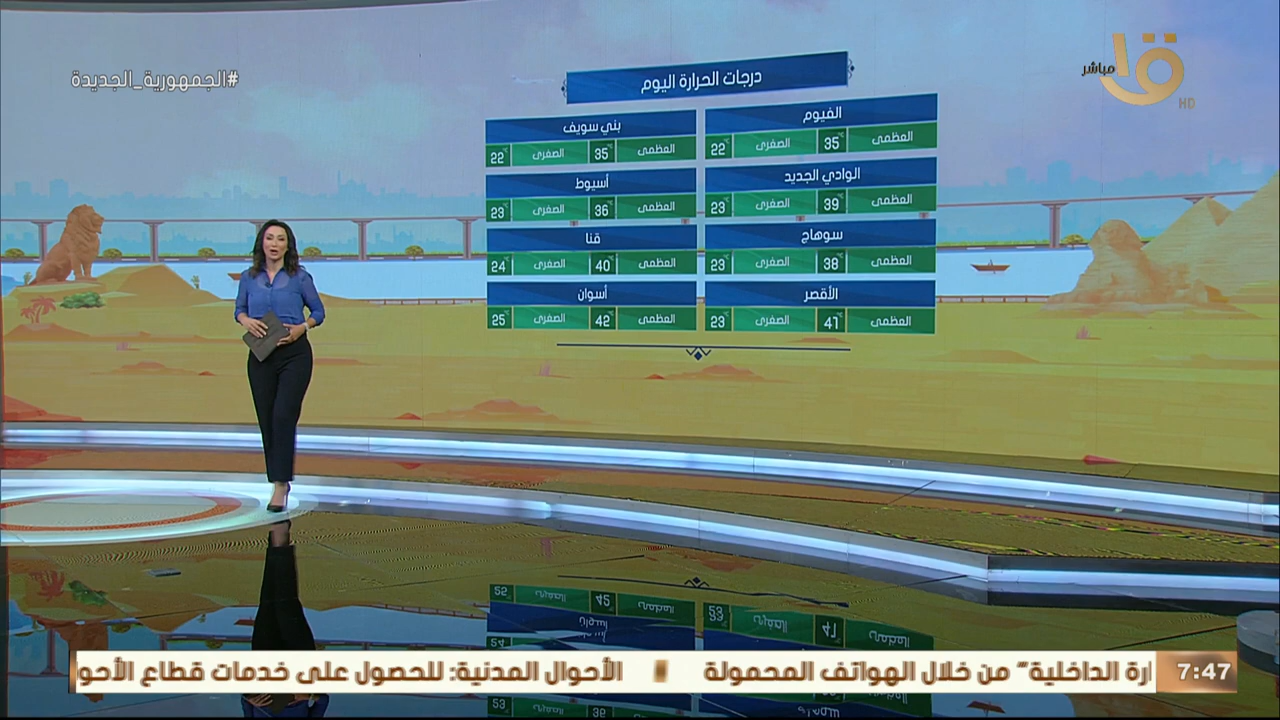 #الجمهورية_الجديدة
مباشر
HD
درجات الحرارة اليوم
الفيوم
العظمى 35 الصغرى 22
بني سويف
العظمى 35 الصغرى 22
الوادي الجديد
العظمى 39 الصغرى 23
أسيوط
العظمى 36 الصغرى 23
سوهاج
العظمى 38 الصغرى 23
قنا
العظمى 40 الصغرى 24
الأقصر
العظمى 41 الصغرى 23
أسوان
العظمى 42 الصغرى 25
7:47
الداخلية" من خلال الهواتف المحمولة
الأحوال المدنية: للحصول على خدمات قطاع